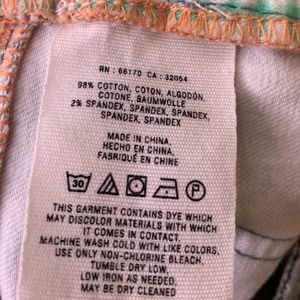 RN : 66170 CA : 32054
98% COTTON, COTON, ALGODÓN,
COTONE, BAUMWOLLE
2% SPANDEX, SPANDEX, SPANDEX,
SPANDEX, SPANDEX
MADE IN CHINA,
HECHO EN CHINA,
FABRIQUÉ EN CHINE
30 P
THIS GARMENT CONTAINS DYE WHICH
MAY DISCOLOR MATERIALS WITH WHICH
IT COMES IN CONTACT.
MACHINE WASH COLD WITH LIKE COLORS.
USE ONLY NON-CHLORINE BLEACH.
TUMBLE DRY LOW.
LOW IRON AS NEEDED.
MAY BE DRY CLEANED